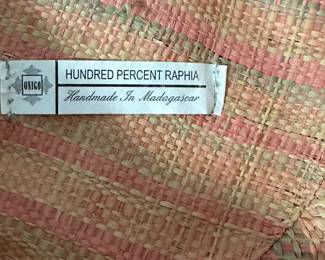 ONIGO
HUNDRED PERCENT RAPHIA
Handmade In Madagascar